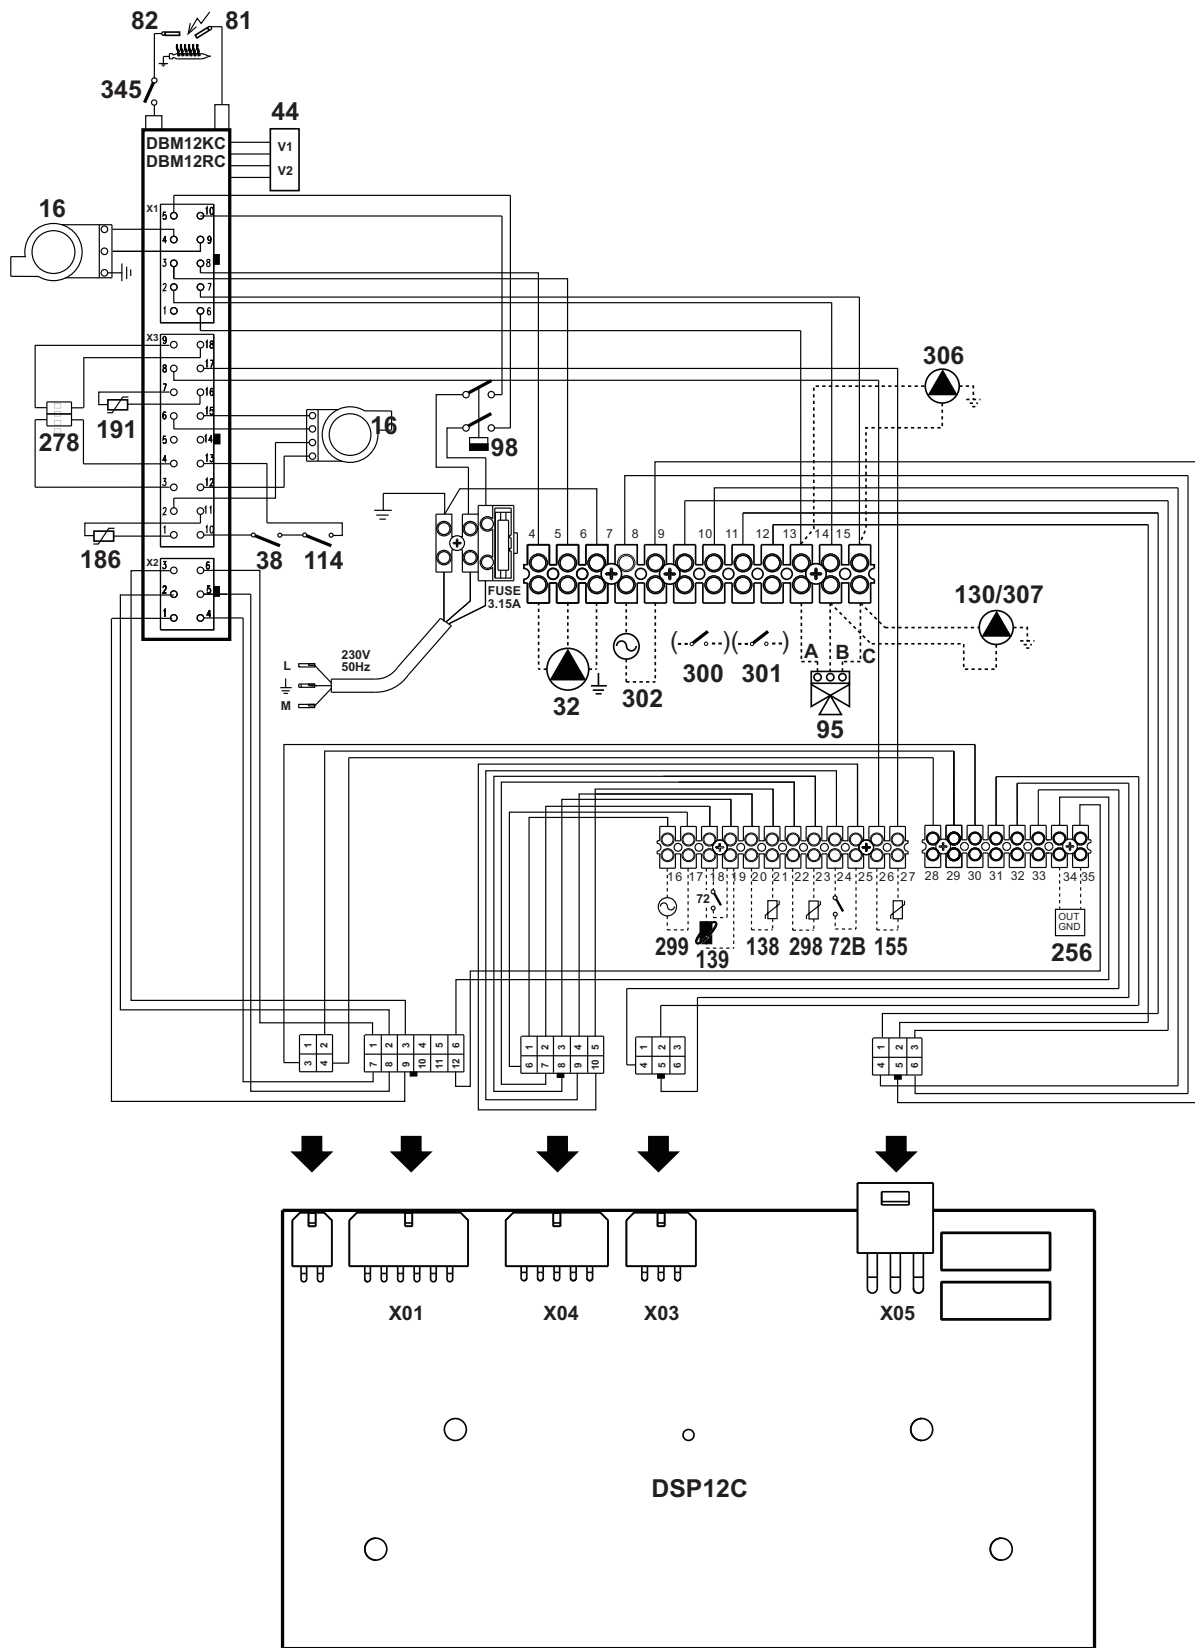 82 81
345
44
DBM12KC
DBM12RC
V1
V2
16
X1
5 10
4 9
3 8
2 7
1 6
X3
9 18
8 17
7 16
6 15
5 14
4 13
3 12
2 11
1 10
X2
3 6
2 5
1 4
278
191
16
98
186
38 114
306
4 5 6 7 8 9 10 11 12 13 14 15
FUSE
3.15A
230V
50Hz
L
M
32
302
300
301
A B C
95
130/307
16 17 18 19 20 21 22 23 24 25 26 27
28 29 30 31 32 33 34 35
72
299
139
138
298
72B
155
OUT
GND
256
1 2
3 4
1 2 3 4 5 6
7 8 9 10 11 12
1 2 3 4 5
6 7 8 9 10
1 2 3
4 5 6
1 2 3
4 5 6
X01
X04
X03
X05
DSP12C